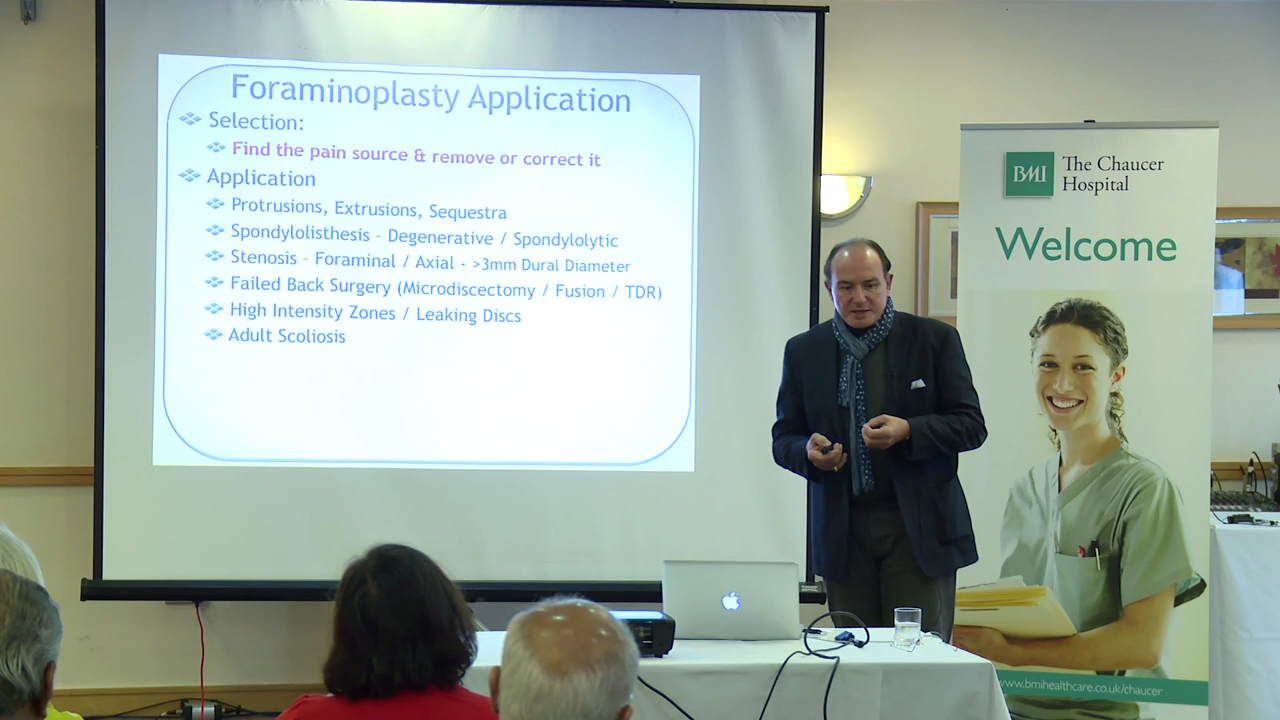 Foraminoplasty Application
Selection:
Find the pain source & remove or correct it
Application
Protrusions, Extrusions, Sequestra
Spondylolisthesis - Degenerative / Spondylolytic
Stenosis - Foraminal / Axial - >3mm Dural Diameter
Failed Back Surgery (Microdiscectomy / Fusion / TDR)
High Intensity Zones / Leaking Discs
Adult Scoliosis
BMI
The Chaucer
Hospital
Welcome
www.bmihealthcare.co.uk/chaucer